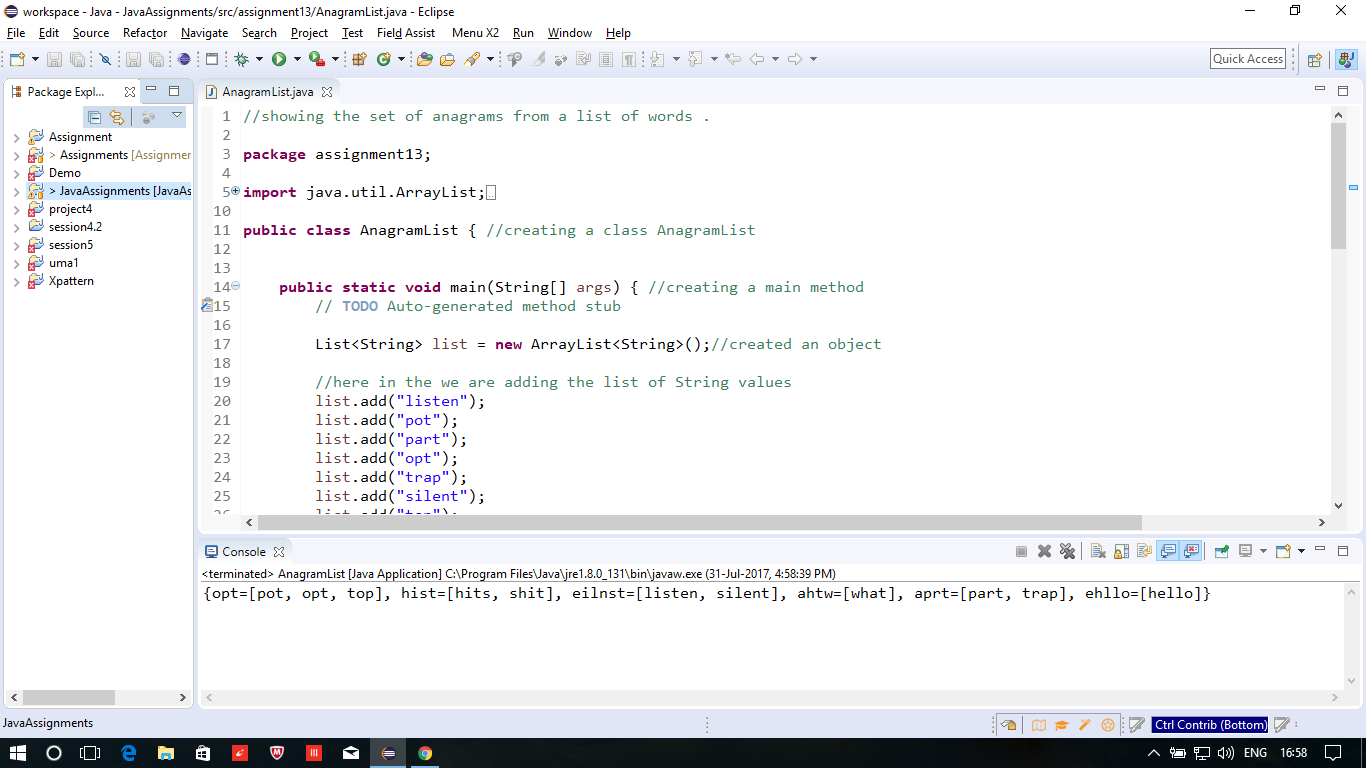 workspace - Java - JavaAssignments/src/assignment13/AnagramList.java - Eclipse
File Edit Source Refactor Navigate Search Project Test Field Assist Menu X2 Run Window Help
Quick Access
Package Expl...
Assignment
> Assignments [Assignmer
Demo
> JavaAssignments [JavaAs
project4
session4.2
session5
uma1
Xpattern
AnagramList.java
1 //showing the set of anagrams from a list of words .
2
3 package assignment13;
4
5 import java.util.ArrayList;
10
11 public class AnagramList { //creating a class AnagramList
12
13
14 public static void main(String[] args) { //creating a main method
15 // TODO Auto-generated method stub
16
17 List<String> list = new ArrayList<String>();//created an object
18
19 //here in the we are adding the list of String values
20 list.add("listen");
21 list.add("pot");
22 list.add("part");
23 list.add("opt");
24 list.add("trap");
25 list.add("silent");
26 list.add("top");
Console
<terminated> AnagramList [Java Application] C:\Program Files\Java\jre1.8.0_131\bin\javaw.exe (31-Jul-2017, 4:58:39 PM)
{opt=[pot, opt, top], hist=[hits, shit], eilnst=[listen, silent], ahtw=[what], aprt=[part, trap], ehllo=[hello]}
JavaAssignments
Ctrl Contrib (Bottom)
ENG 16:58